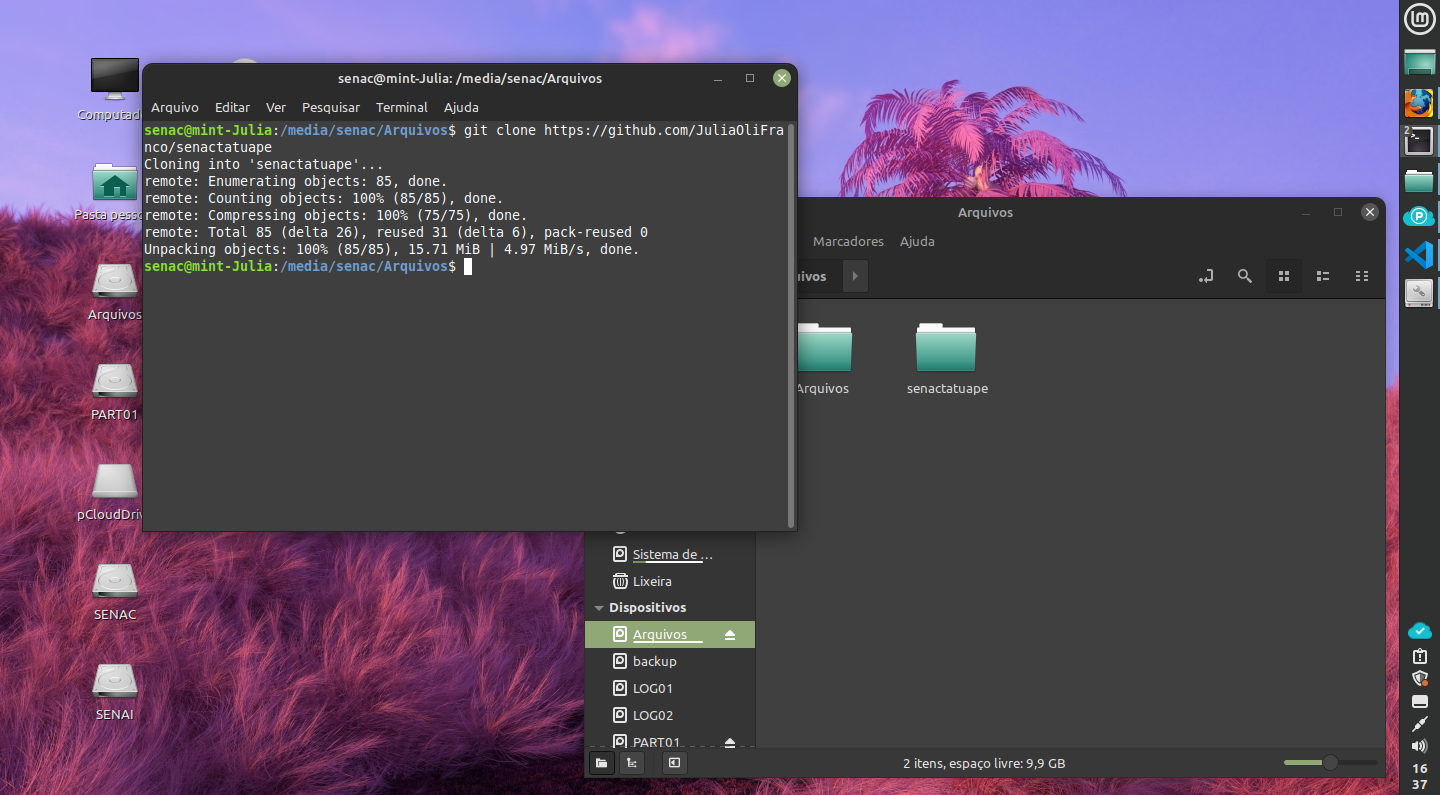 senac@mint-Julia: /media/senac/Arquivos
Arquivo Editar Ver Pesquisar Terminal Ajuda
senac@mint-Julia:/media/senac/Arquivos$ git clone https://github.com/JuliaOliFra
nco/senactatuape
Cloning into 'senactatuape'...
remote: Enumerating objects: 85, done.
remote: Counting objects: 100% (85/85), done.
remote: Compressing objects: 100% (75/75), done.
remote: Total 85 (delta 26), reused 31 (delta 6), pack-reused 0
Unpacking objects: 100% (85/85), 15.71 MiB | 4.97 MiB/s, done.
senac@mint-Julia:/media/senac/Arquivos$
Computad
Pasta pesso
Arquivos
PART01
pCloudDriv
SENAC
SENAI
Arquivos
Marcadores Ajuda
uivos
Arquivos
senactatuape
Sistema de ...
Lixeira
Dispositivos
Arquivos
backup
LOG01
LOG02
PART01
2 itens, espaço livre: 9,9 GB
2
16
37